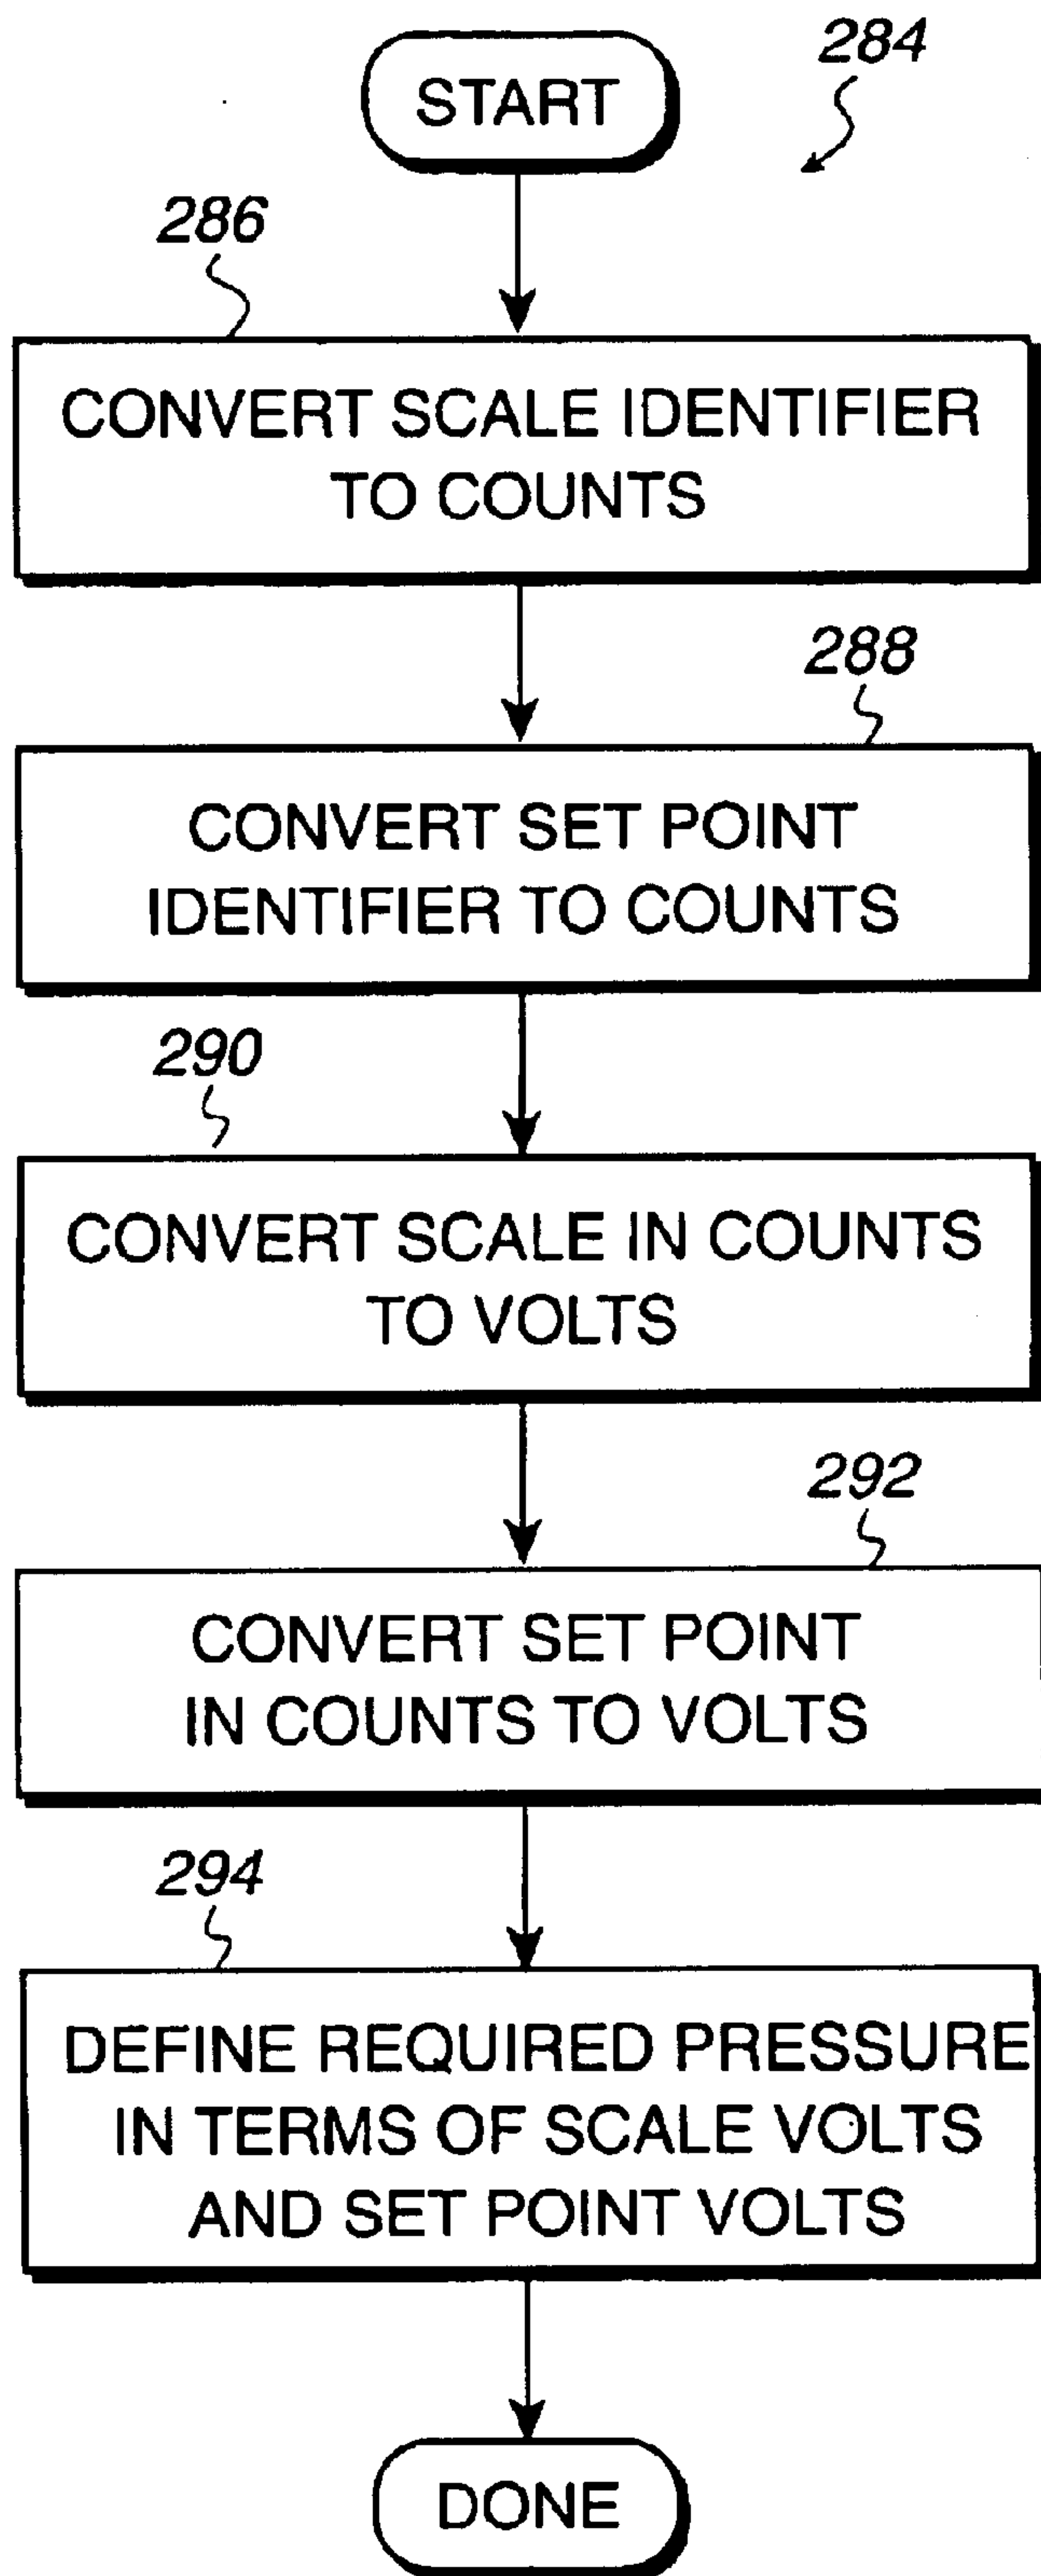 284
START
286
CONVERT SCALE IDENTIFIER
TO COUNTS
288
CONVERT SET POINT
IDENTIFIER TO COUNTS
290
CONVERT SCALE IN COUNTS
TO VOLTS
292
CONVERT SET POINT
IN COUNTS TO VOLTS
294
DEFINE REQUIRED PRESSURE
IN TERMS OF SCALE VOLTS
AND SET POINT VOLTS
DONE